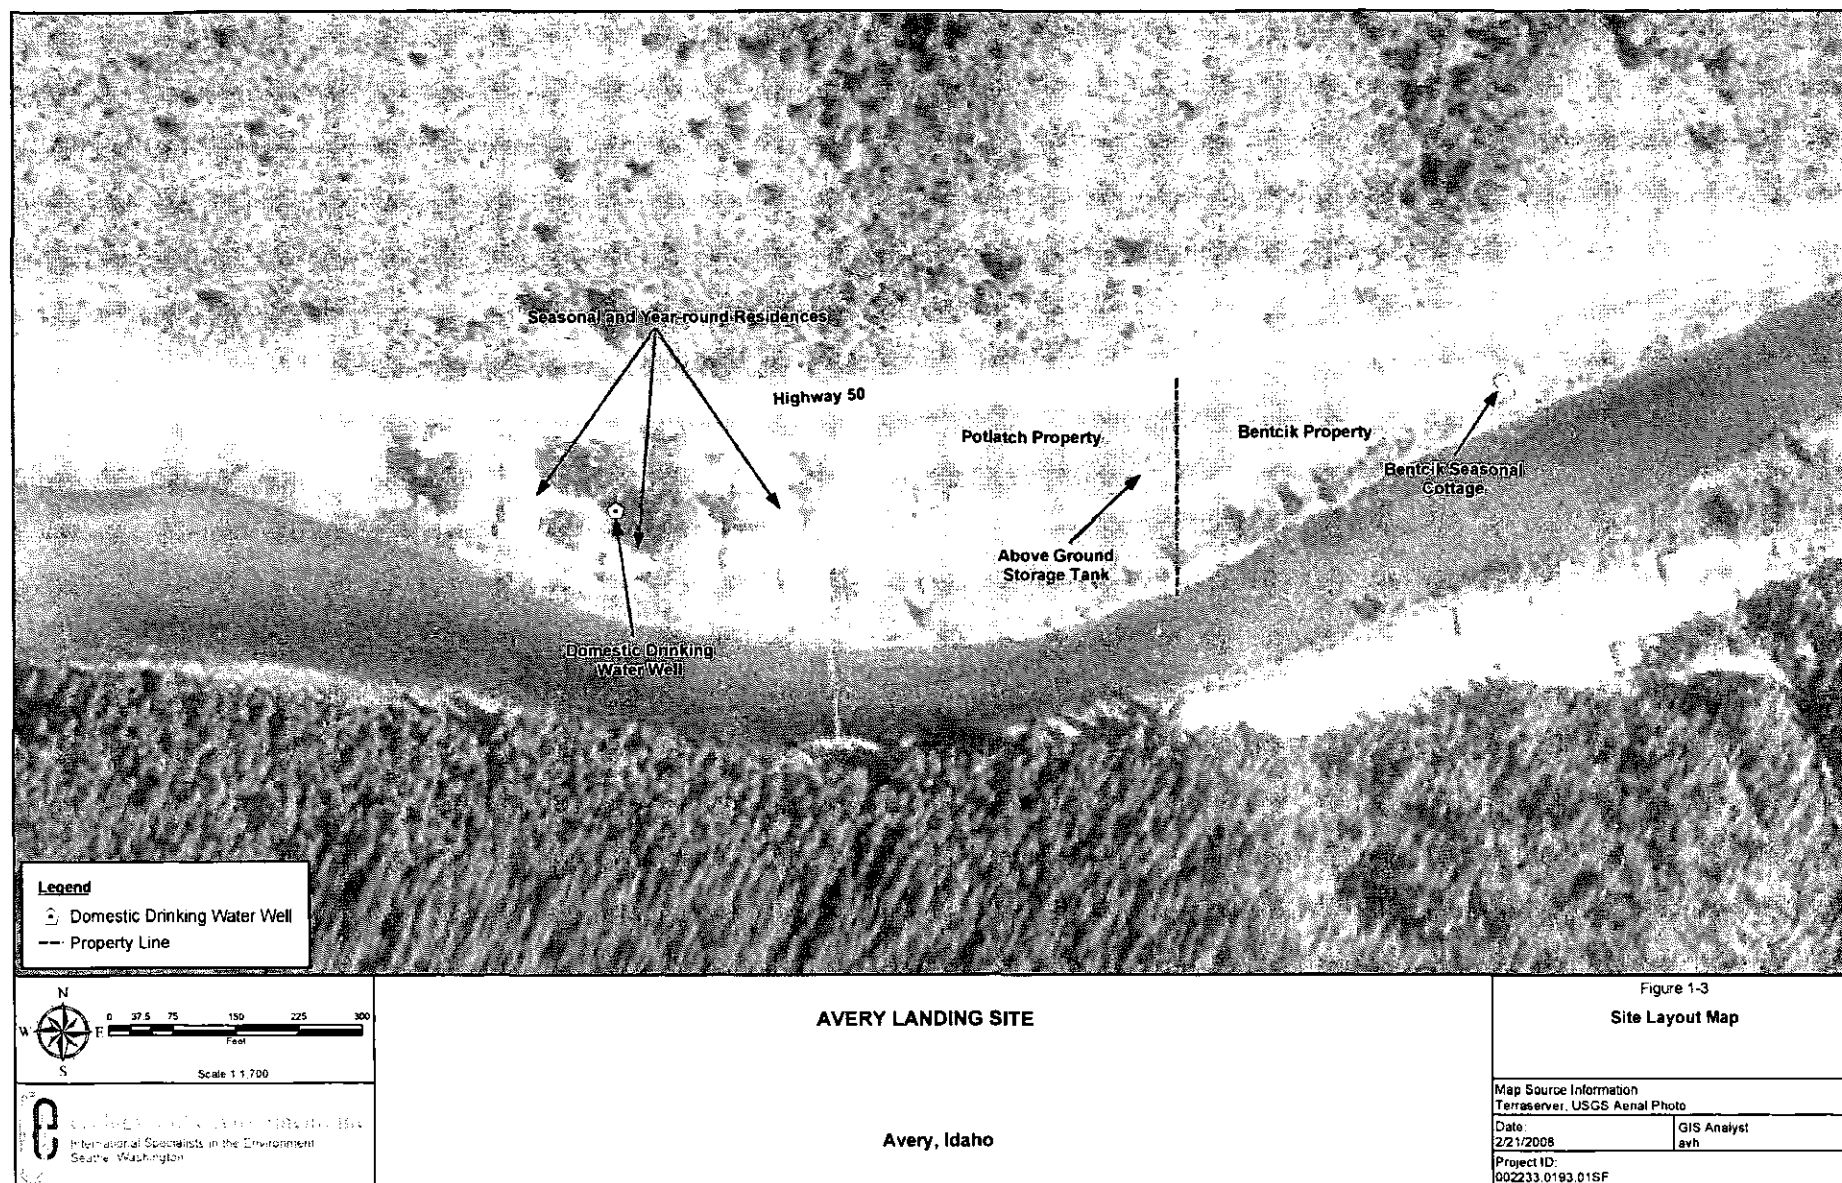 Seasonal and Year-round Residences
Highway 50
Potlatch Property
Bentcik Property
Bentcik Seasonal
Cottage
Above Ground
Storage Tank
Domestic Drinking
Water Well
Legend
Domestic Drinking Water Well
Property Line
N
W
E
S
0 37.5 75 150 225 300
Feet
Scale 1 1,700
International Specialists in the Environment
Seattle, Washington
AVERY LANDING SITE
Avery, Idaho
Figure 1-3
Site Layout Map
Map Source Information
Terraserver, USGS Aerial Photo
Date:
2/21/2008
GIS Analyst
avh
Project ID:
002233.0193.01SF